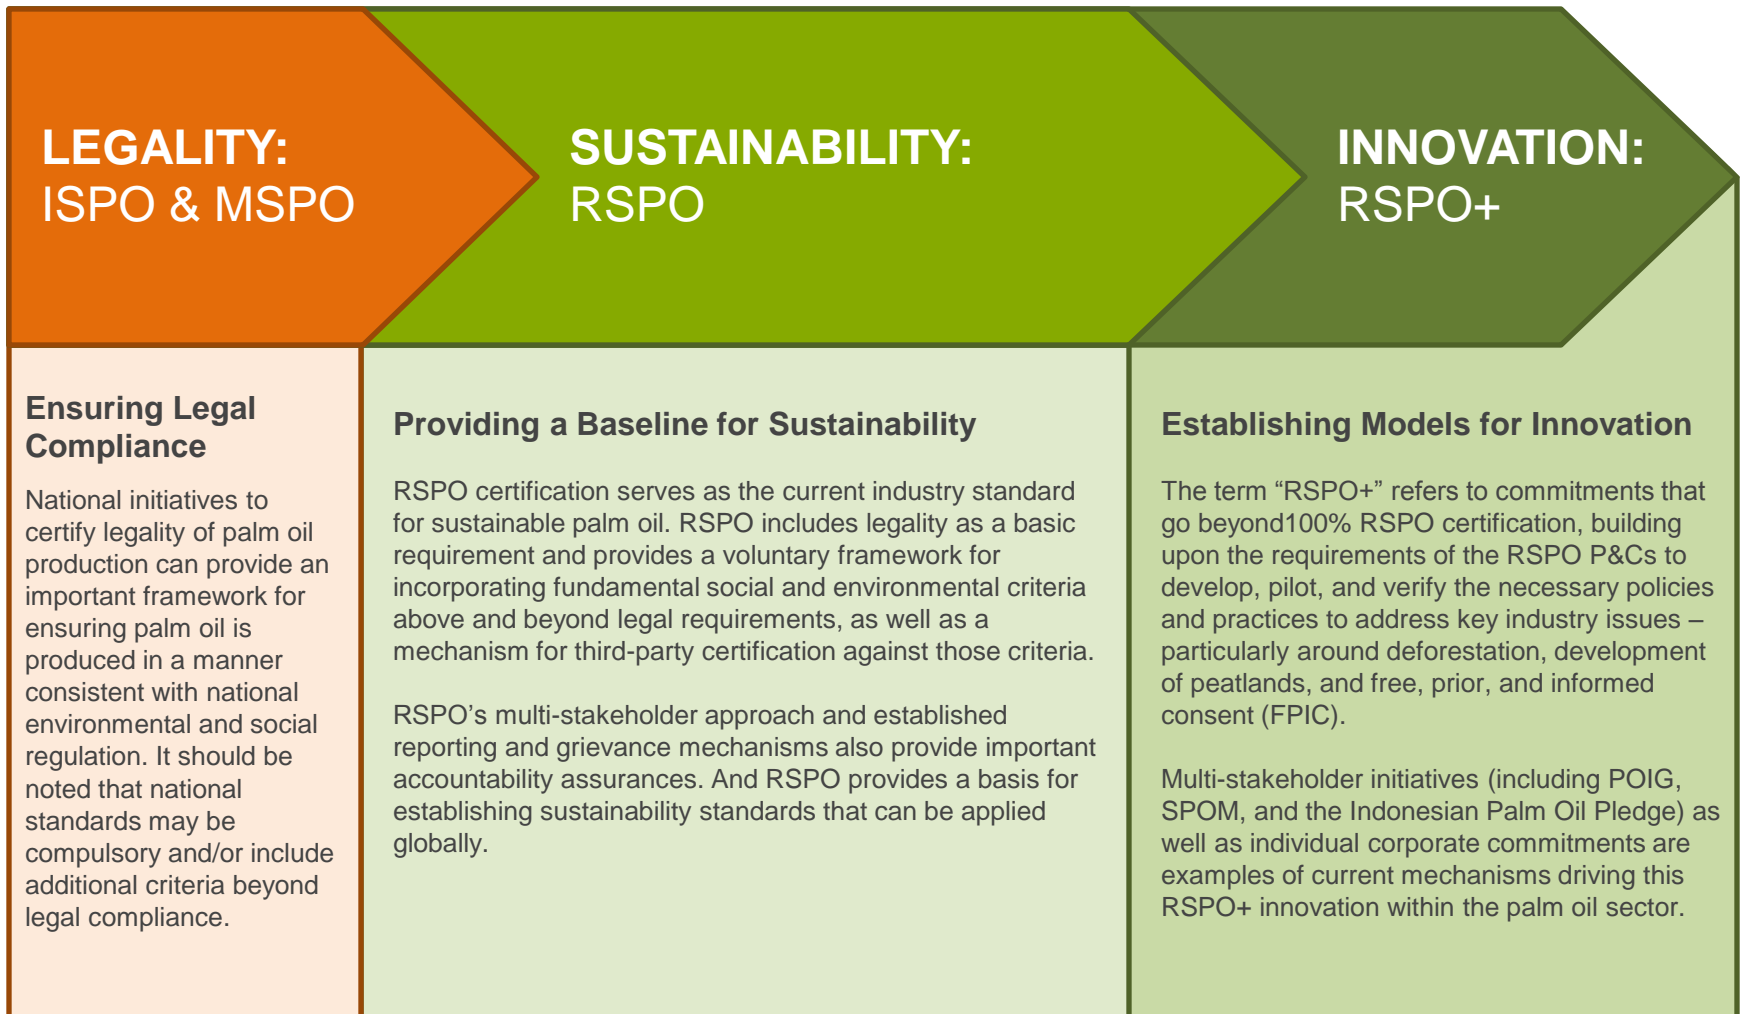 LEGALITY:
ISPO & MSPO
SUSTAINABILITY:
RSPO
INNOVATION:
RSPO+
Ensuring Legal
Compliance
National initiatives to
certify legality of palm oil
production can provide an
important framework for
ensuring palm oil is
produced in a manner
consistent with national
environmental and social
regulation. It should be
noted that national
standards may be
compulsory and/or include
additional criteria beyond
legal compliance.
Providing a Baseline for Sustainability
RSPO certification serves as the current industry standard
for sustainable palm oil. RSPO includes legality as a basic
requirement and provides a voluntary framework for
incorporating fundamental social and environmental criteria
above and beyond legal requirements, as well as a
mechanism for third-party certification against those criteria.
RSPO’s multi-stakeholder approach and established
reporting and grievance mechanisms also provide important
accountability assurances. And RSPO provides a basis for
establishing sustainability standards that can be applied
globally.
Establishing Models for Innovation
The term “RSPO+” refers to commitments that
go beyond100% RSPO certification, building
upon the requirements of the RSPO P&Cs to
develop, pilot, and verify the necessary policies
and practices to address key industry issues –
particularly around deforestation, development
of peatlands, and free, prior, and informed
consent (FPIC).
Multi-stakeholder initiatives (including POIG,
SPOM, and the Indonesian Palm Oil Pledge) as
well as individual corporate commitments are
examples of current mechanisms driving this
RSPO+ innovation within the palm oil sector.